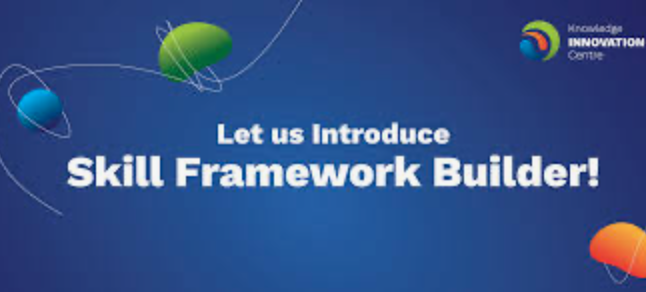 Knowledge
INNOVATION
Centre
Let us Introduce
Skill Framework Builder!